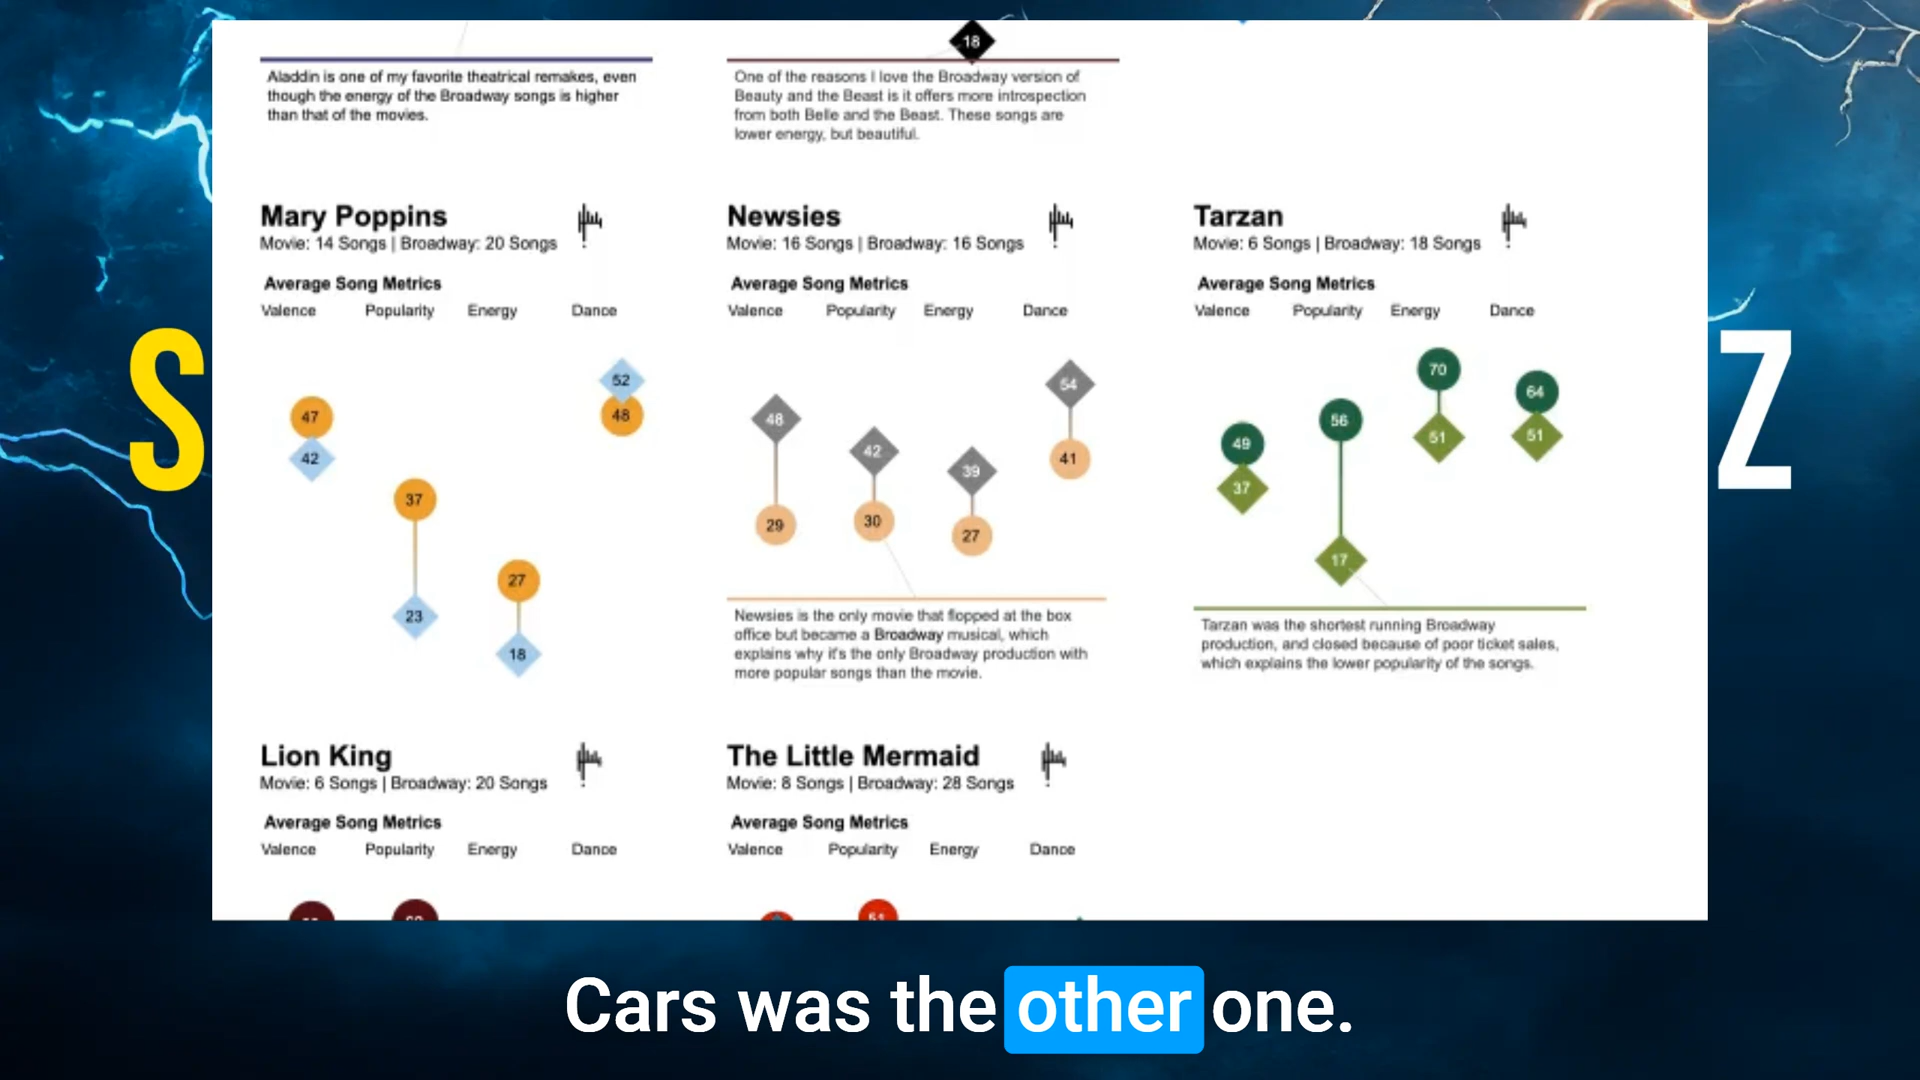 18
Aladdin is one of my favorite theatrical remakes, even
though the energy of the Broadway songs is higher
than that of the movies.
One of the reasons I love the Broadway version of
Beauty and the Beast is it offers more introspection
from both Belle and the Beast. These songs are
lower energy, but beautiful.
Mary Poppins
Movie: 14 Songs | Broadway: 20 Songs
Average Song Metrics
Valence Popularity Energy Dance
52
47
48
42
37
27
23
18
Newsies
Movie: 16 Songs | Broadway: 16 Songs
Average Song Metrics
Valence Popularity Energy Dance
54
48
42
41
39
29
30
27
Newsies is the only movie that flopped at the box
office but became a Broadway musical, which
explains why it's the only Broadway production with
more popular songs than the movie.
Tarzan
Movie: 6 Songs | Broadway: 18 Songs
Average Song Metrics
Valence Popularity Energy Dance
70
64
56
49
51
51
37
17
Tarzan was the shortest running Broadway
production, and closed because of poor ticket sales,
which explains the lower popularity of the songs.
S
Z
Lion King
Movie: 6 Songs | Broadway: 20 Songs
Average Song Metrics
Valence Popularity Energy Dance
The Little Mermaid
Movie: 8 Songs | Broadway: 28 Songs
Average Song Metrics
Valence Popularity Energy Dance
51
Cars was the other one.